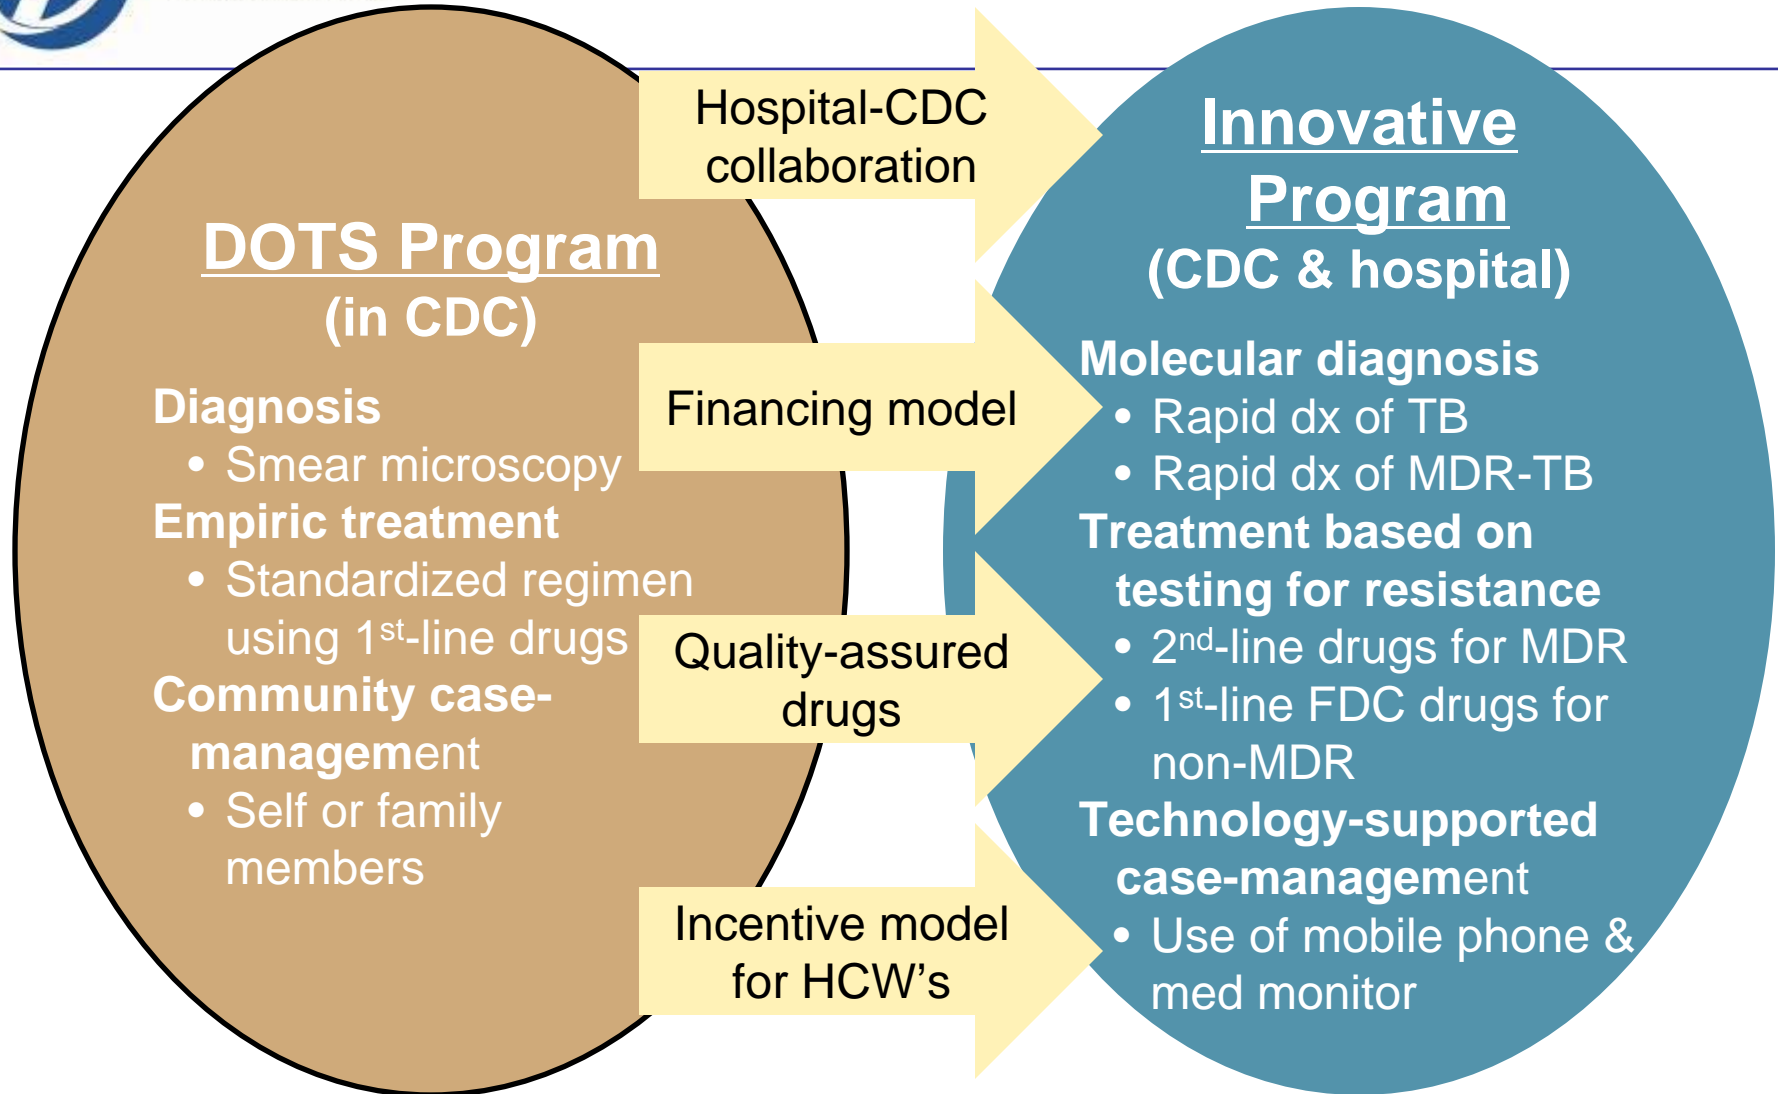 DOTS Program
(in CDC)
Diagnosis
• Smear microscopy
Empiric treatment
• Standardized regimen
using 1st-line drugs
Community case-
management
• Self or family
members
Hospital-CDC
collaboration
Financing model
Quality-assured
drugs
Incentive model
for HCW's
Innovative
Program
(CDC & hospital)
Molecular diagnosis
• Rapid dx of TB
• Rapid dx of MDR-TB
Treatment based on
testing for resistance
• 2nd-line drugs for MDR
• 1st-line FDC drugs for
non-MDR
Technology-supported
case-management
• Use of mobile phone &
med monitor